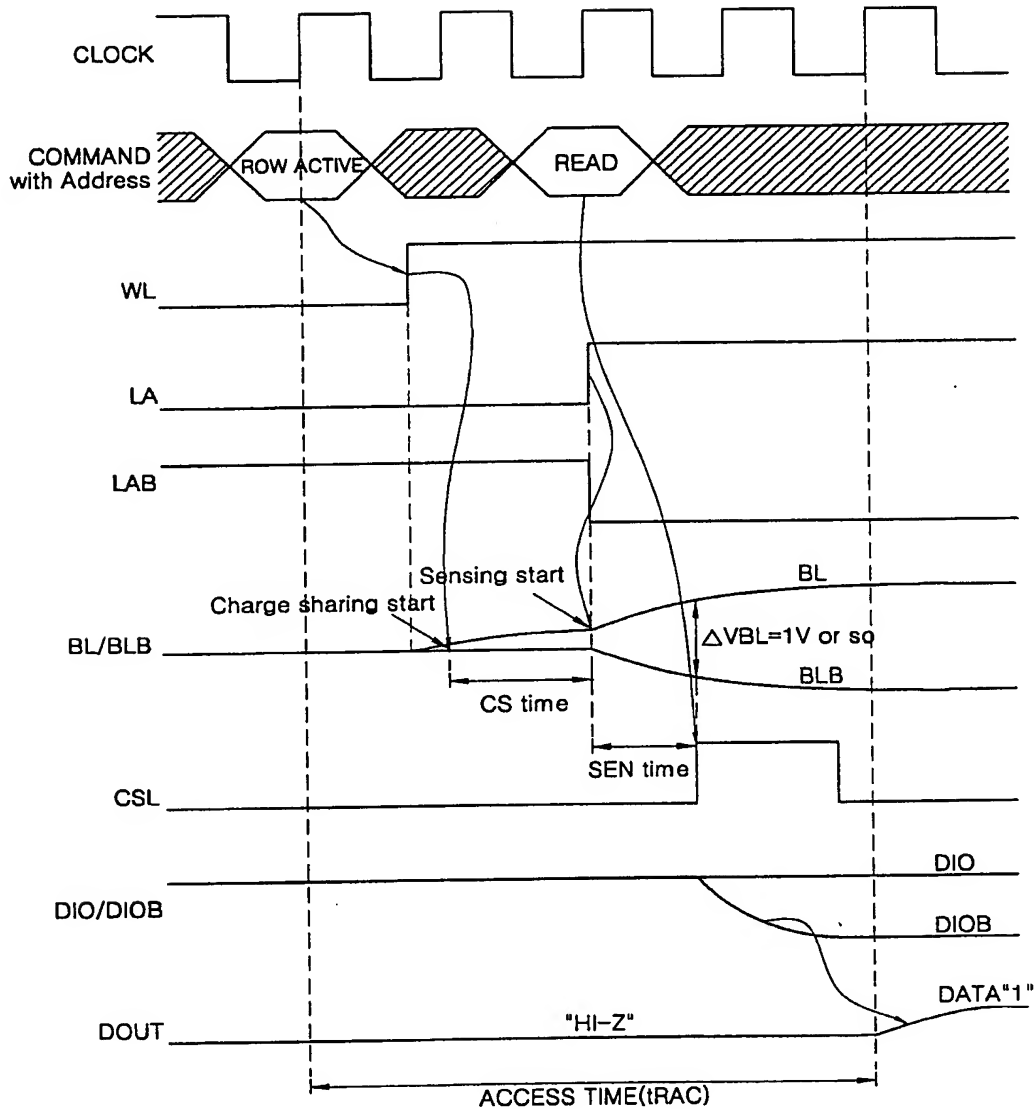 CLOCK
COMMAND
with Address
ROW ACTIVE
READ
WL
LA
LAB
Sensing start
Charge sharing start
BL
BL/BLB
△VBL=1V or so
BLB
CS time
SEN time
CSL
DIO
DIO/DIOB
DIOB
DATA"1"
DOUT
"HI-Z"
ACCESS TIME(tRAC)